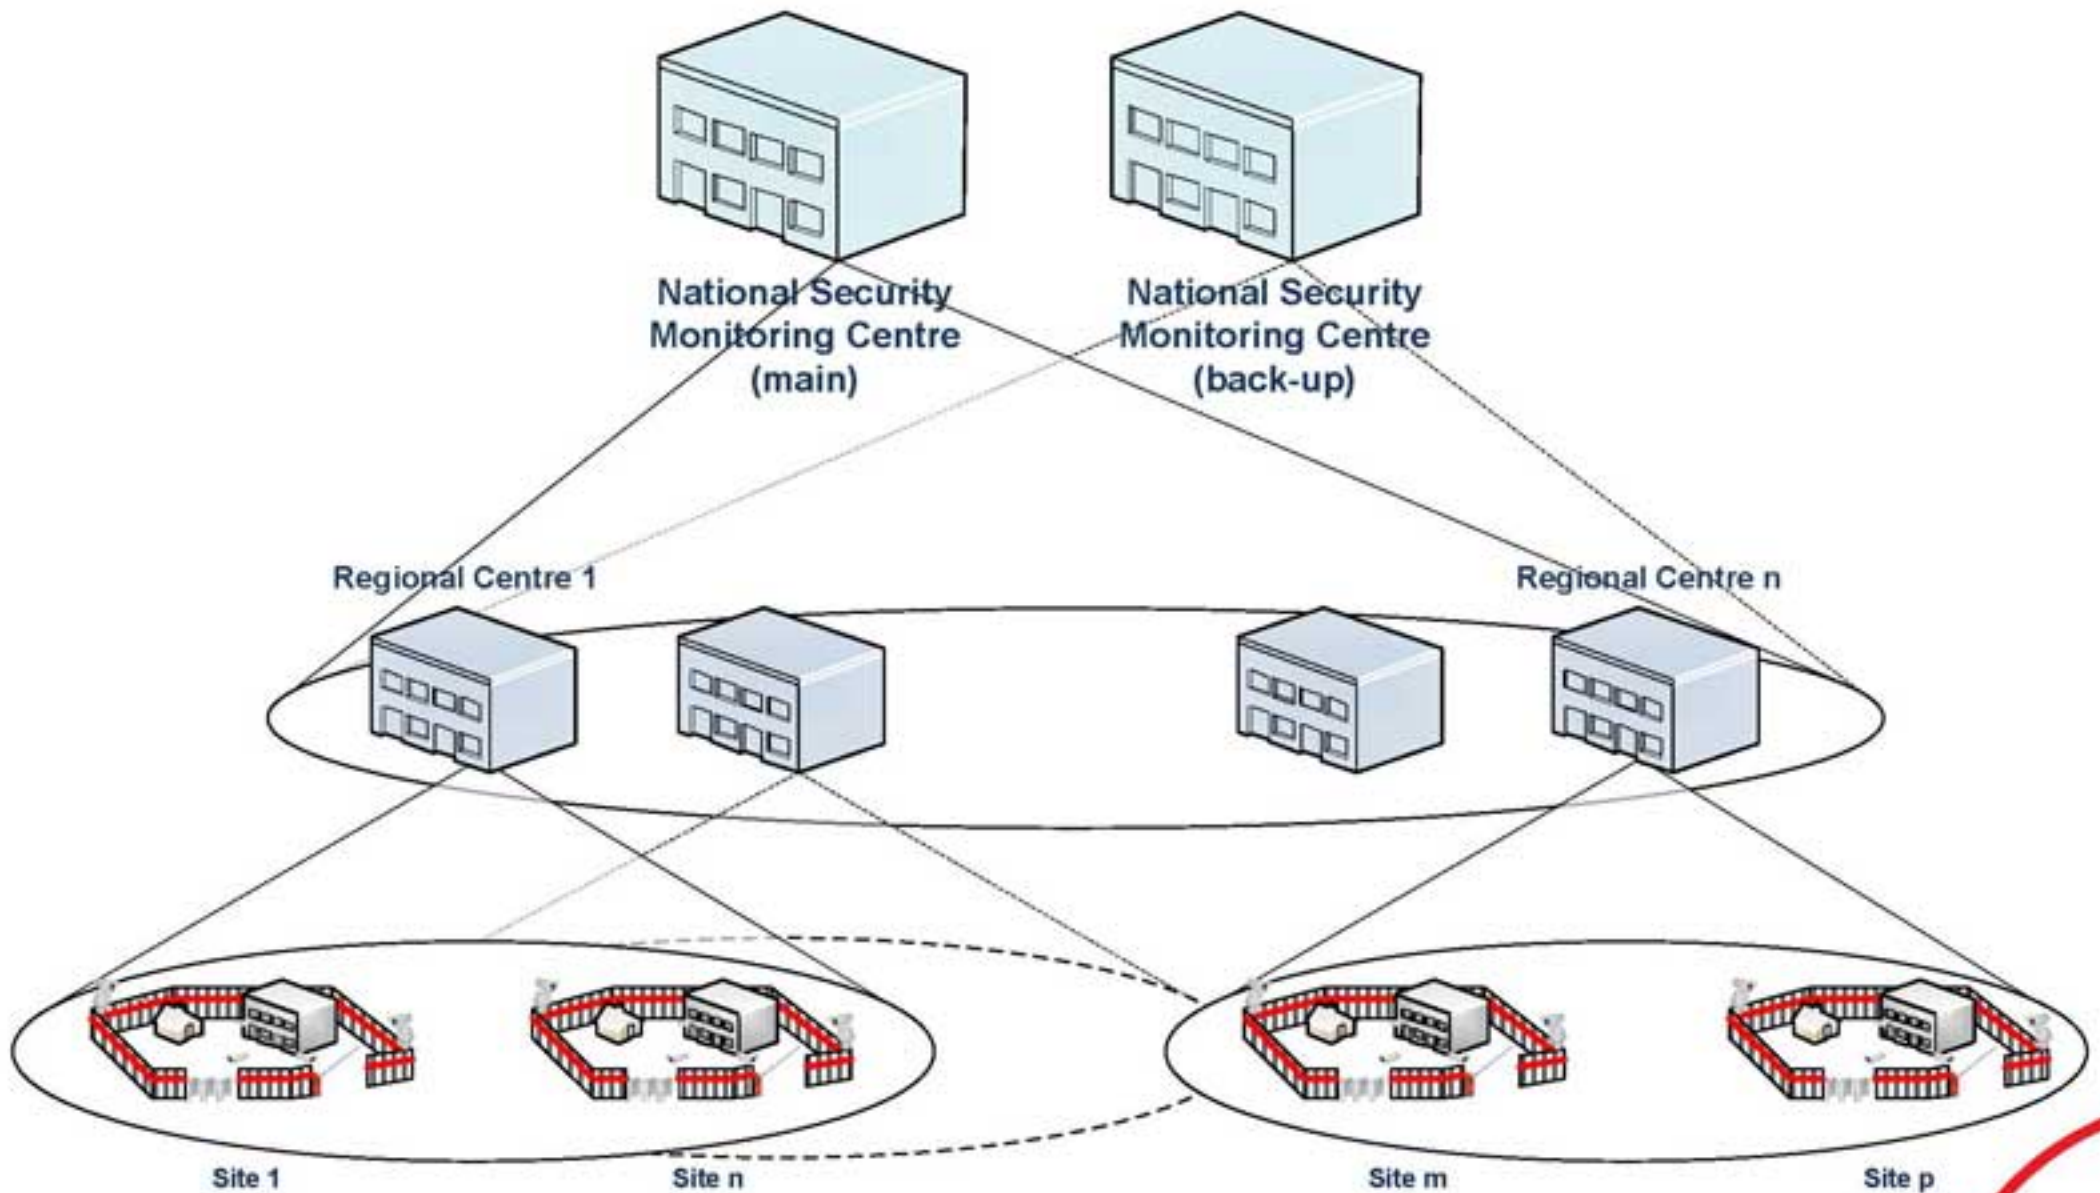 National Security
Monitoring Centre
(main)
National Security
Monitoring Centre
(back-up)
Regional Centre 1
Regional Centre n
Site 1
Site n
Site m
Site p